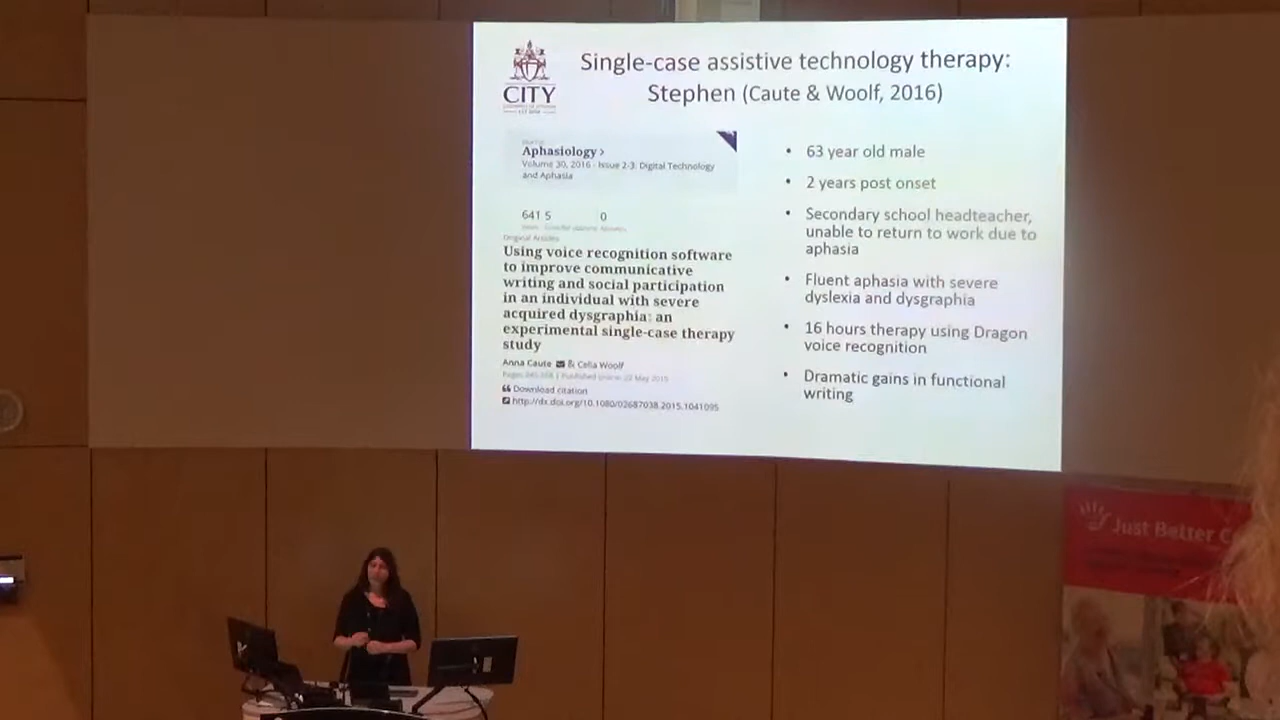 Single-case assistive technology therapy:
Stephen (Caute & Woolf, 2016)
CITY
Aphasiology >
Volume 30, 2016 - Issue 2-3: Digital Technology
and Aphasia
641 5 0
Original Articles
Using voice recognition software
to improve communicative
writing and social participation
in an individual with severe
acquired dysgraphia: an
experimental single-case therapy
study
Anna Caute & Celia Woolf
Download citation
http://dx.doi.org/10.1080/02687038.2015.1041095
• 63 year old male
• 2 years post onset
• Secondary school headteacher,
unable to return to work due to
aphasia
• Fluent aphasia with severe
dyslexia and dysgraphia
• 16 hours therapy using Dragon
voice recognition
• Dramatic gains in functional
writing
Just Better